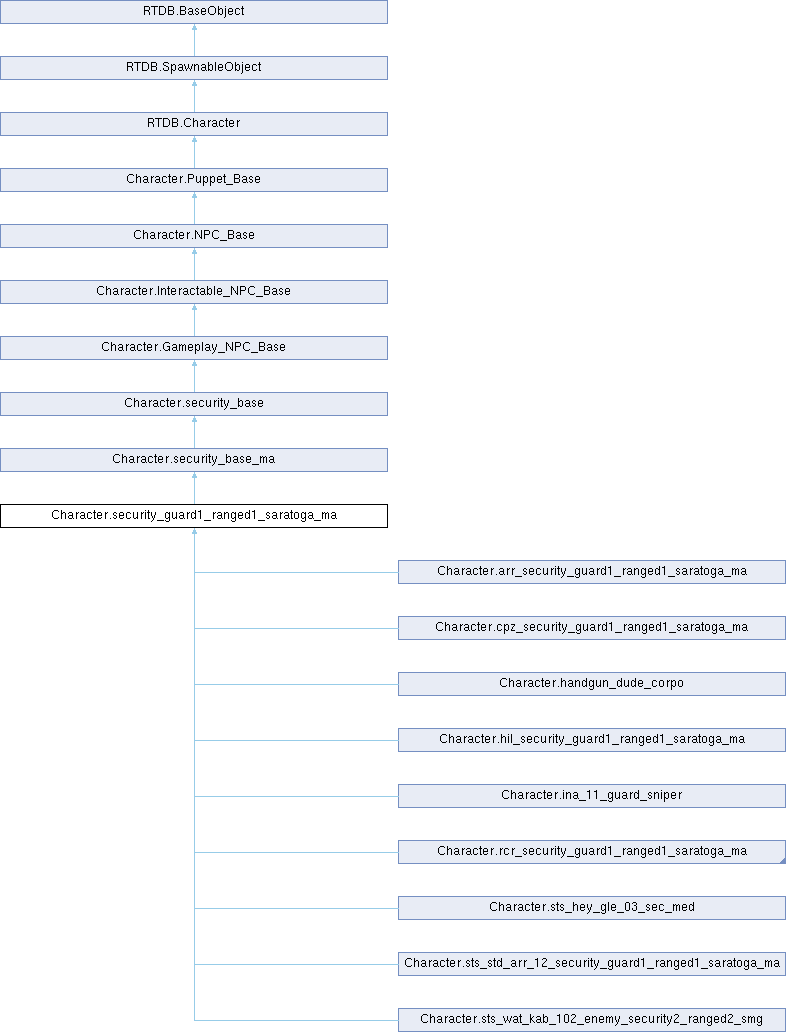 RTDB.BaseObject
RTDB.SpawnableObject
RTDB.Character
Character.Puppet_Base
Character.NPC_Base
Character.Interactable_NPC_Base
Character.Gameplay_NPC_Base
Character.security_base
Character.security_base_ma
Character.security_guard1_ranged1_saratoga_ma
Character.arr_security_guard1_ranged1_saratoga_ma
Character.cpz_security_guard1_ranged1_saratoga_ma
Character.handgun_dude_corpo
Character.hil_security_guard1_ranged1_saratoga_ma
Character.ina_11_guard_sniper
Character.rcr_security_guard1_ranged1_saratoga_ma
Character.sts_hey_gle_03_sec_med
Character.sts_std_arr_12_security_guard1_ranged1_saratoga_ma
Character.sts_wat_kab_102_enemy_security2_ranged2_smg